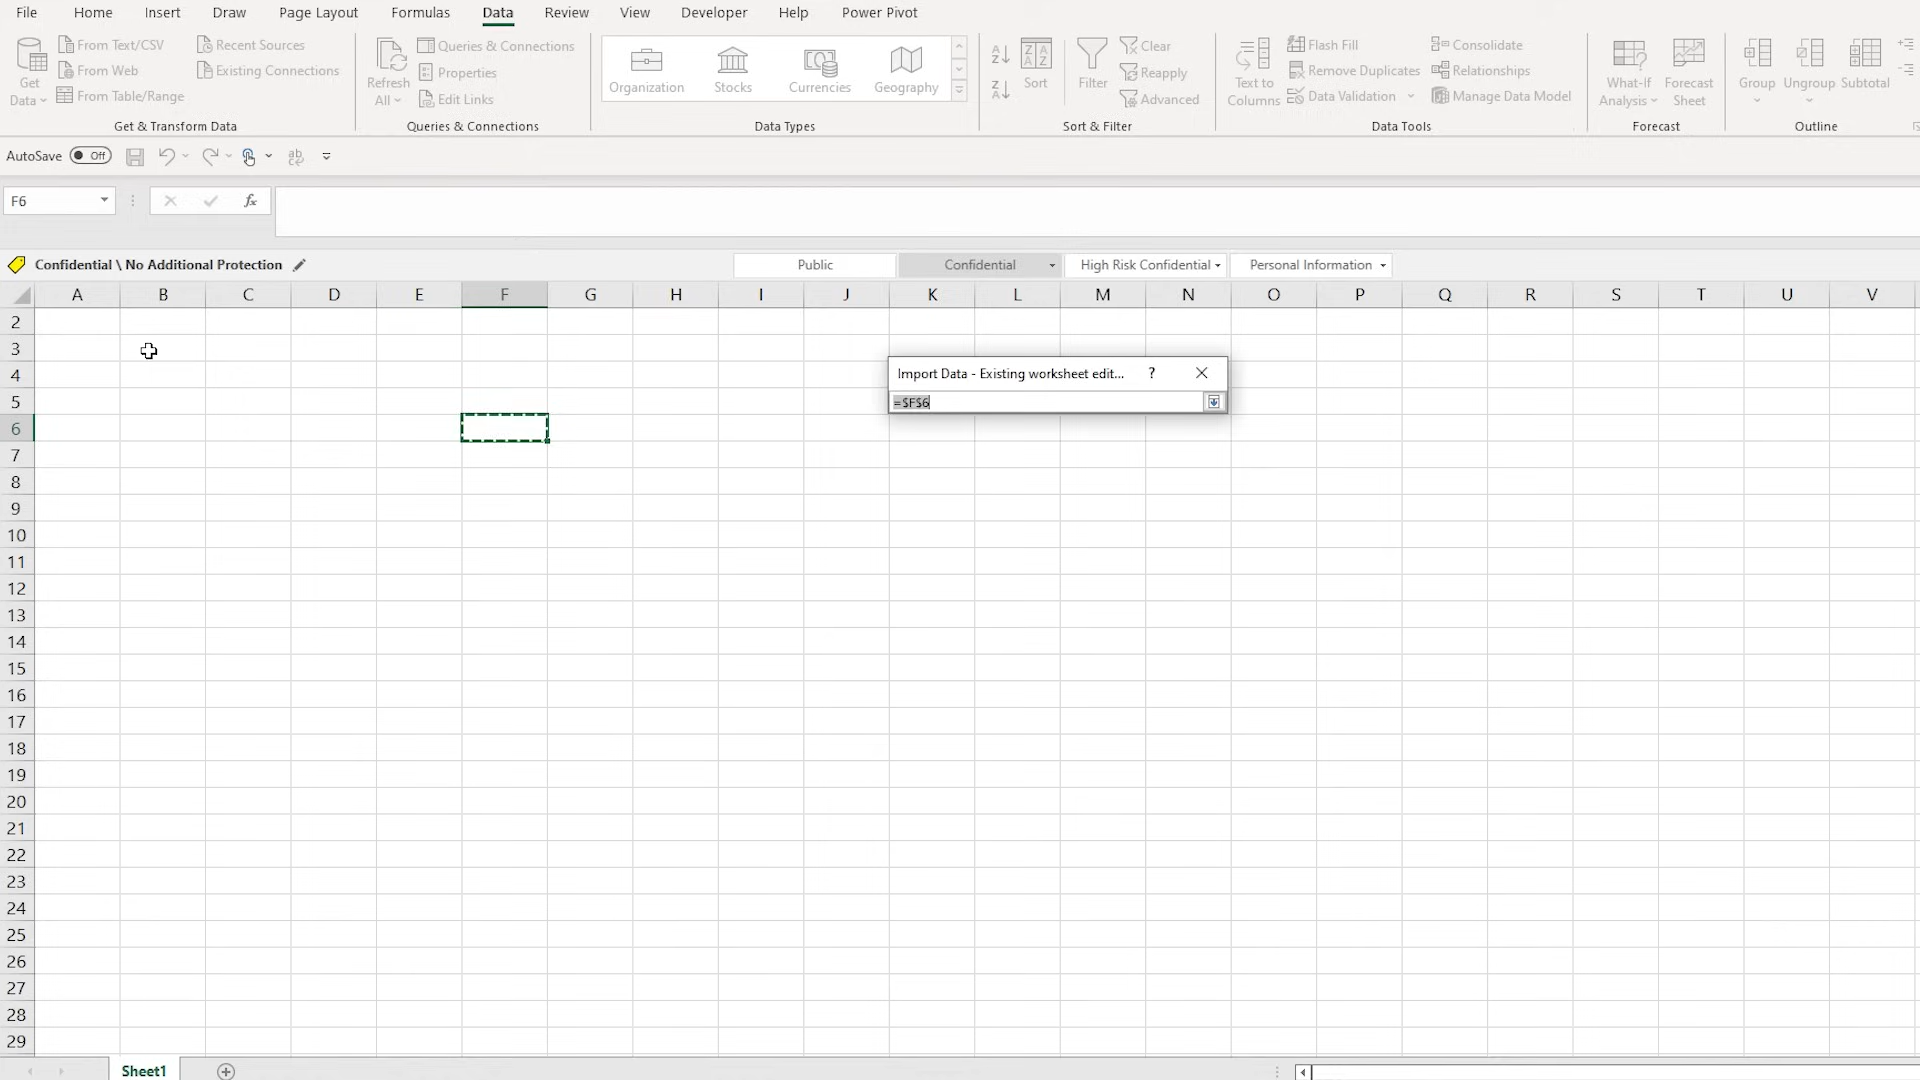 File Home Insert Draw Page Layout Formulas Data Review View Developer Help Power Pivot
Get Data
From Text/CSV
From Web
From Table/Range
Recent Sources
Existing Connections
Get & Transform Data
Refresh All
Queries & Connections
Properties
Edit Links
Queries & Connections
Organization Stocks Currencies Geography
Data Types
Sort
Filter
Clear
Reapply
Advanced
Sort & Filter
Text to Columns
Flash Fill
Remove Duplicates
Data Validation
Consolidate
Relationships
Manage Data Model
Data Tools
What-If Analysis
Forecast Sheet
Forecast
Group Ungroup Subtotal
Outline
AutoSave Off
F6 fx
Confidential \ No Additional Protection Public Confidential High Risk Confidential Personal Information
A B C D E F G H I J K L M N O P Q R S T U V
2
3
4
5
6
7
8
9
10
11
12
13
14
15
16
17
18
19
20
21
22
23
24
25
26
27
28
29
Import Data - Existing worksheet edit... ?
=$F$6
Sheet1